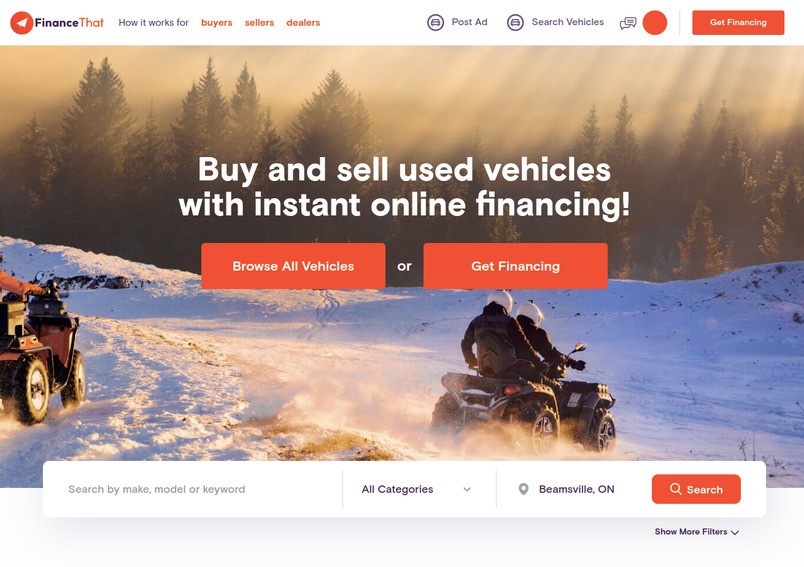 FinanceThat
How it works for buyers sellers dealers
Post Ad
Search Vehicles
Get Financing
Buy and sell used vehicles
with instant online financing!
Browse All Vehicles or Get Financing
Search by make, model or keyword
All Categories
Beamsville, ON
Search
Show More Filters